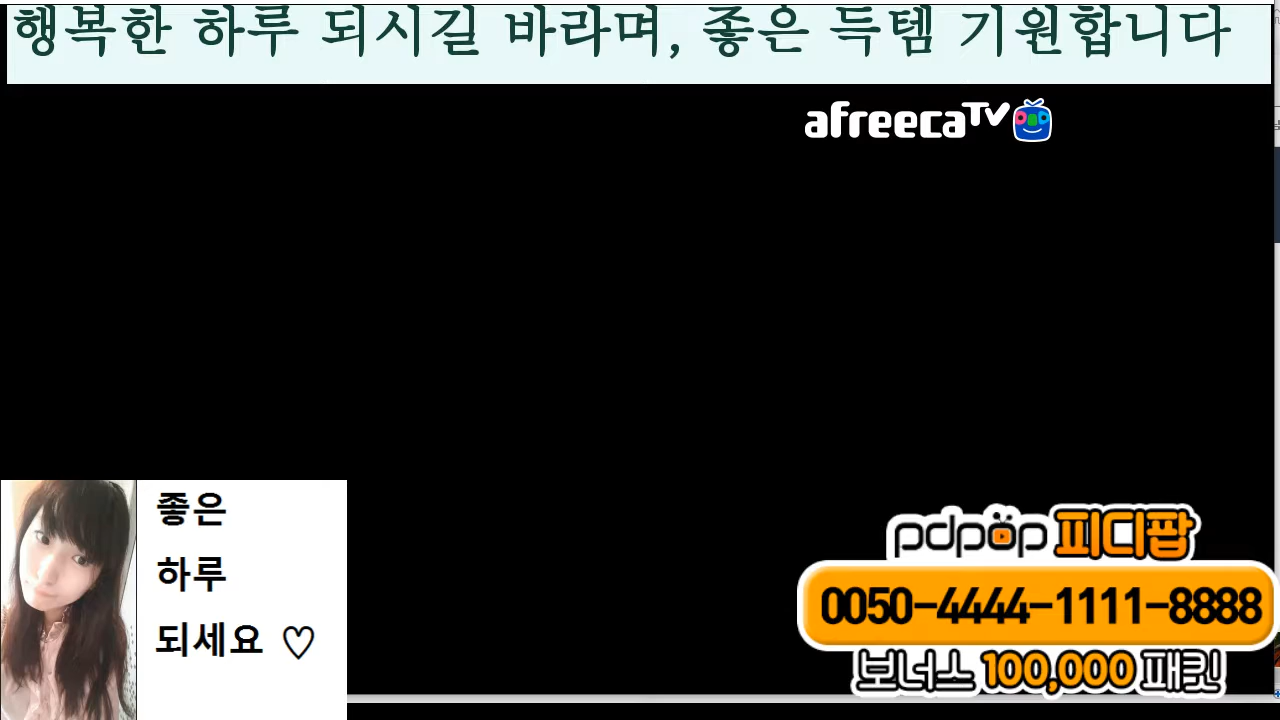 행복한 하루 되시길 바라며, 좋은 득템 기원합니다
afreecaTV
좋은
하루
되세요 ♡
pdpop 피디팝
0050-4444-1111-8888
보너스 100,000 패킷